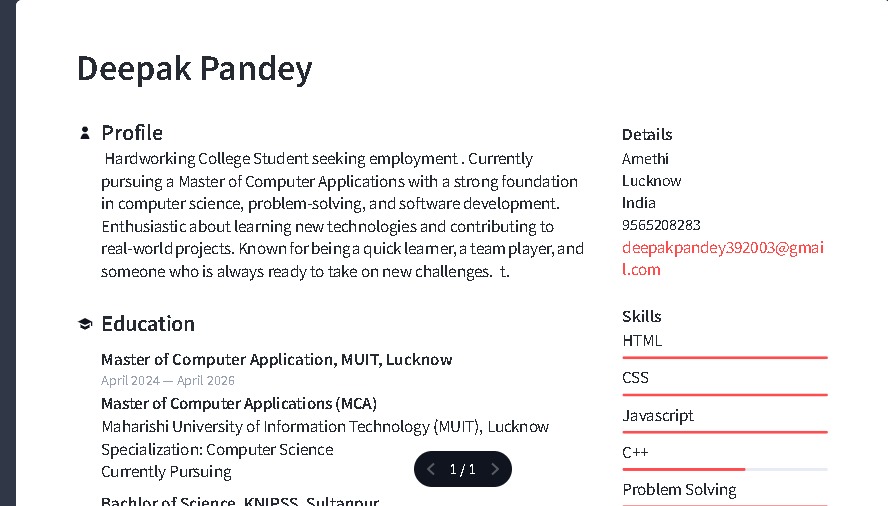 Deepak Pandey
Profile
Hardworking College Student seeking employment . Currently
pursuing a Master of Computer Applications with a strong foundation
in computer science, problem-solving, and software development.
Enthusiastic about learning new technologies and contributing to
real-world projects. Known for being a quick learner, a team player, and
someone who is always ready to take on new challenges. t.
Education
Master of Computer Application, MUIT, Lucknow
April 2024 — April 2026
Master of Computer Applications (MCA)
Maharishi University of Information Technology (MUIT), Lucknow
Specialization: Computer Science
Currently Pursuing
Bachlor of Science, KNIPSS, Sultanpur
1 / 1
Details
Amethi
Lucknow
India
9565208283
deepakpandey392003@gmai
l.com
Skills
HTML
CSS
Javascript
C++
Problem Solving